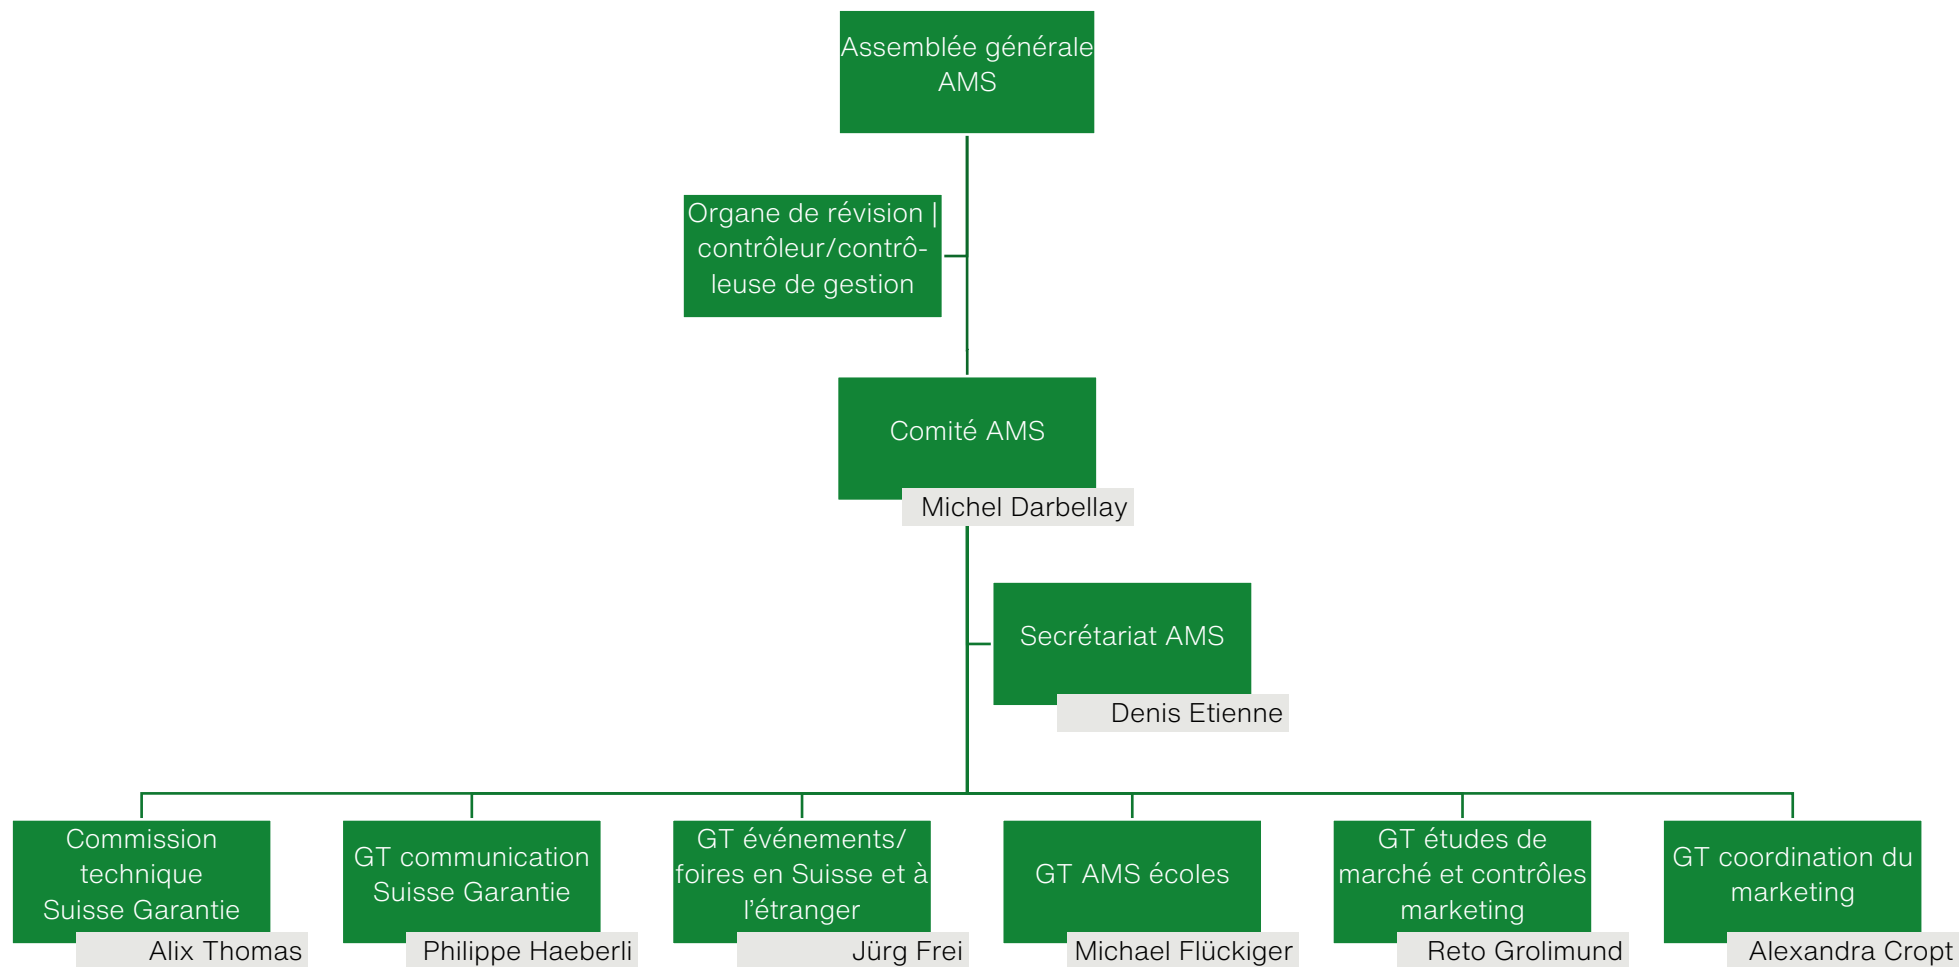 Assemblée générale
AMS
Organe de révision |
contrôleur/contrô-
leuse de gestion
Comité AMS
Michel Darbellay
Secrétariat AMS
Denis Etienne
Commission
technique
Suisse Garantie
Alix Thomas
GT communication
Suisse Garantie
Philippe Haeberli
GT événements/
foires en Suisse et à
l’étranger
Jürg Frei
GT AMS écoles
Michael Flückiger
GT études de
marché et contrôles
marketing
Reto Grolimund
GT coordination du
marketing
Alexandra Cropt